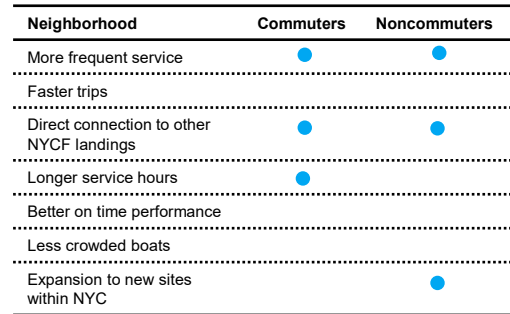 Neighborhood Commuters Noncommuters
More frequent service
Faster trips
Direct connection to other
NYCF landings
Longer service hours
Better on time performance
Less crowded boats
Expansion to new sites
within NYC